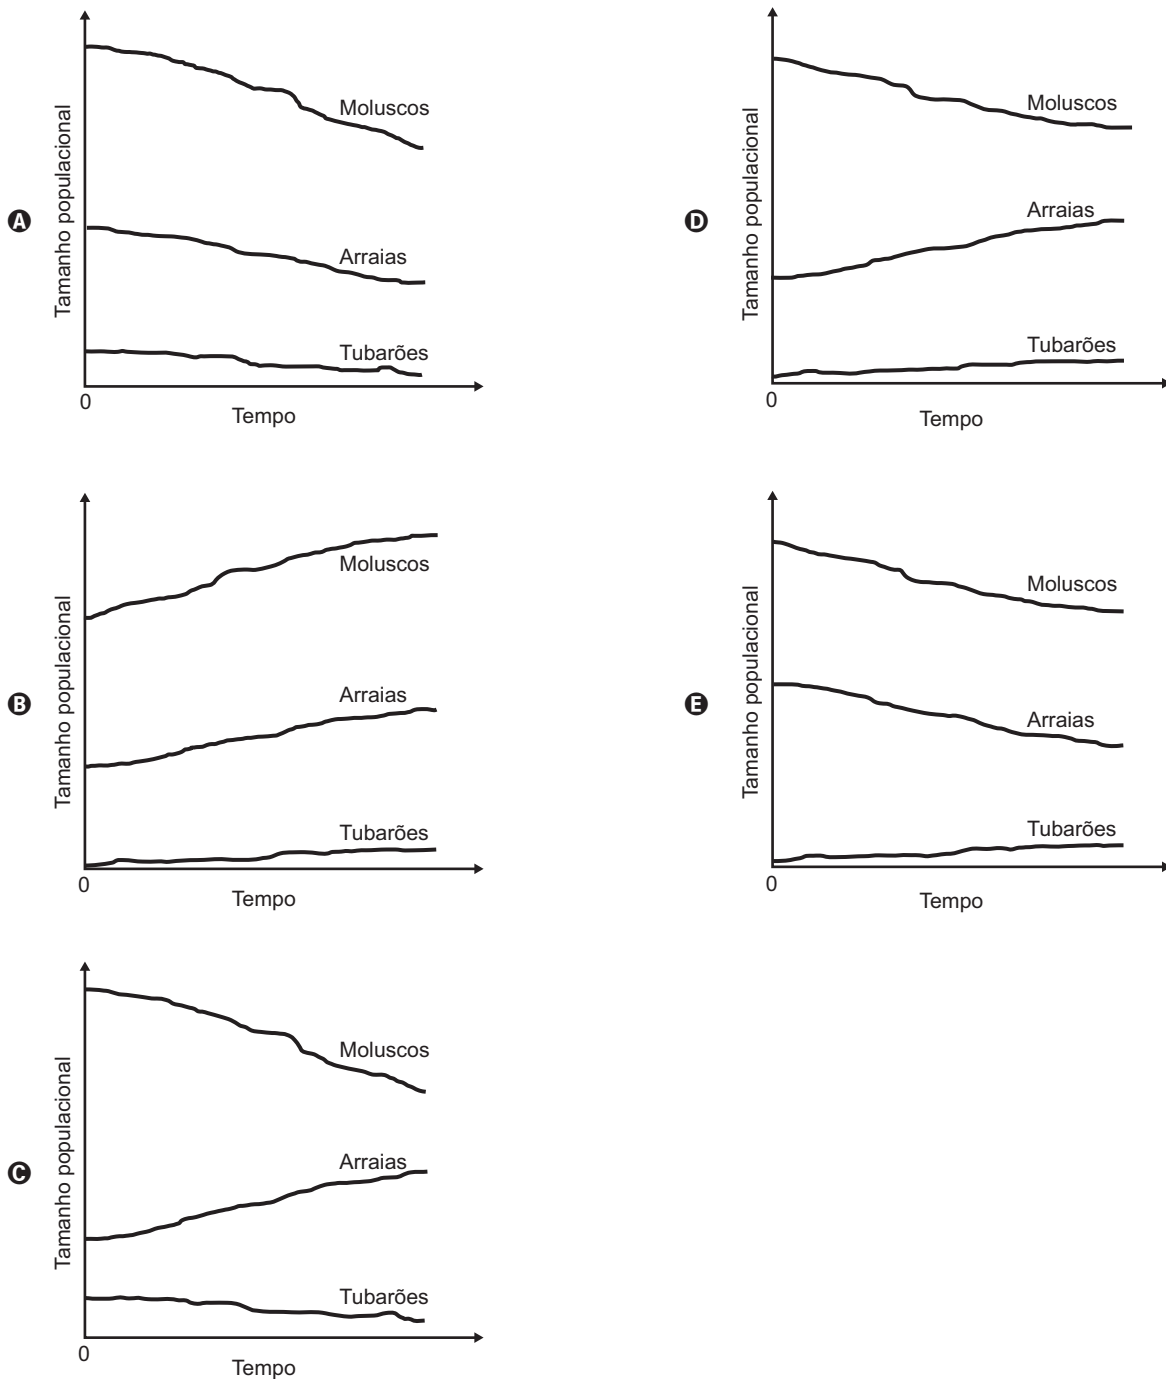 A
Tamanho populacional
Moluscos
Arraias
Tubarões
0
Tempo
B
Tamanho populacional
Moluscos
Arraias
Tubarões
0
Tempo
C
Tamanho populacional
Moluscos
Arraias
Tubarões
0
Tempo
D
Tamanho populacional
Moluscos
Arraias
Tubarões
0
Tempo
E
Tamanho populacional
Moluscos
Arraias
Tubarões
0
Tempo